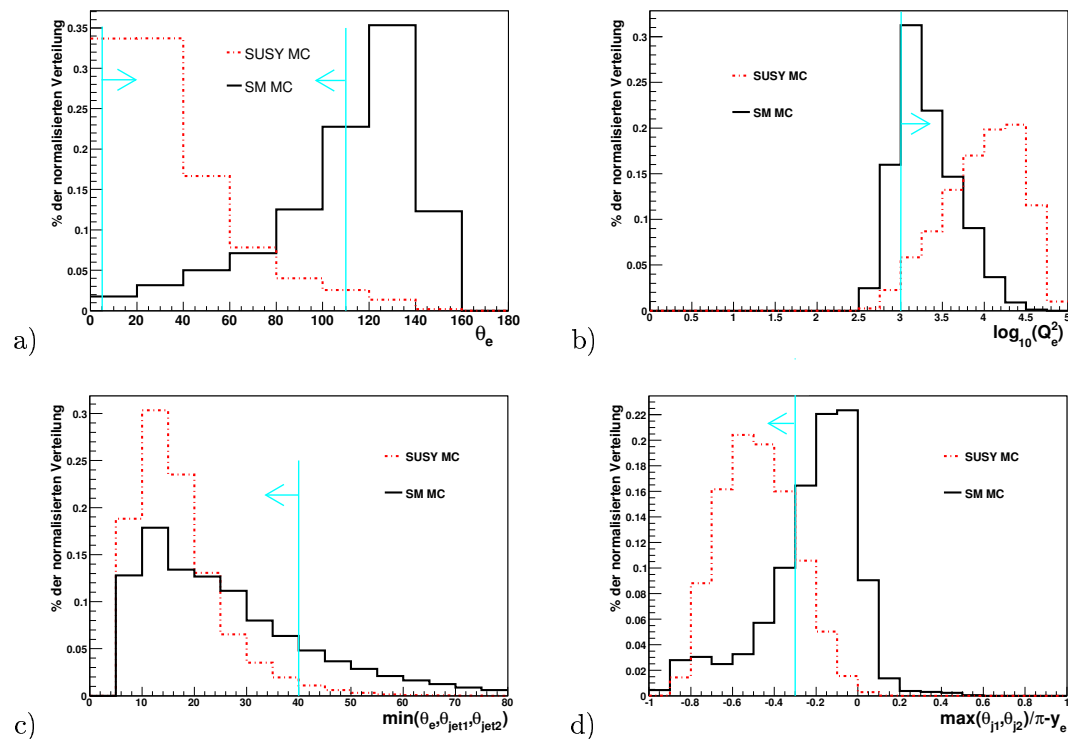 % der normalisierten Verteilung
0.35
0.3
0.25
0.2
0.15
0.1
0.05
0
SUSY MC
SM MC
0 20 40 60 80 100 120 140 160 180
θe
a)
% der normalisierten Verteilung
0.3
0.25
0.2
0.15
0.1
0.05
0
SUSY MC
SM MC
0 0.5 1 1.5 2 2.5 3 3.5 4 4.5 5
log10(Qe2)
b)
% der normalisierten Verteilung
0.3
0.25
0.2
0.15
0.1
0.05
0
SUSY MC
SM MC
0 10 20 30 40 50 60 70 80
min(θe,θjet1,θjet2)
c)
% der normalisierten Verteilung
0.22
0.2
0.18
0.16
0.14
0.12
0.1
0.08
0.06
0.04
0.02
0
SUSY MC
SM MC
-1 -0.8 -0.6 -0.4 -0.2 0 0.2 0.4 0.6 0.8 1
max(θj1,θj2)/π-ye
d)